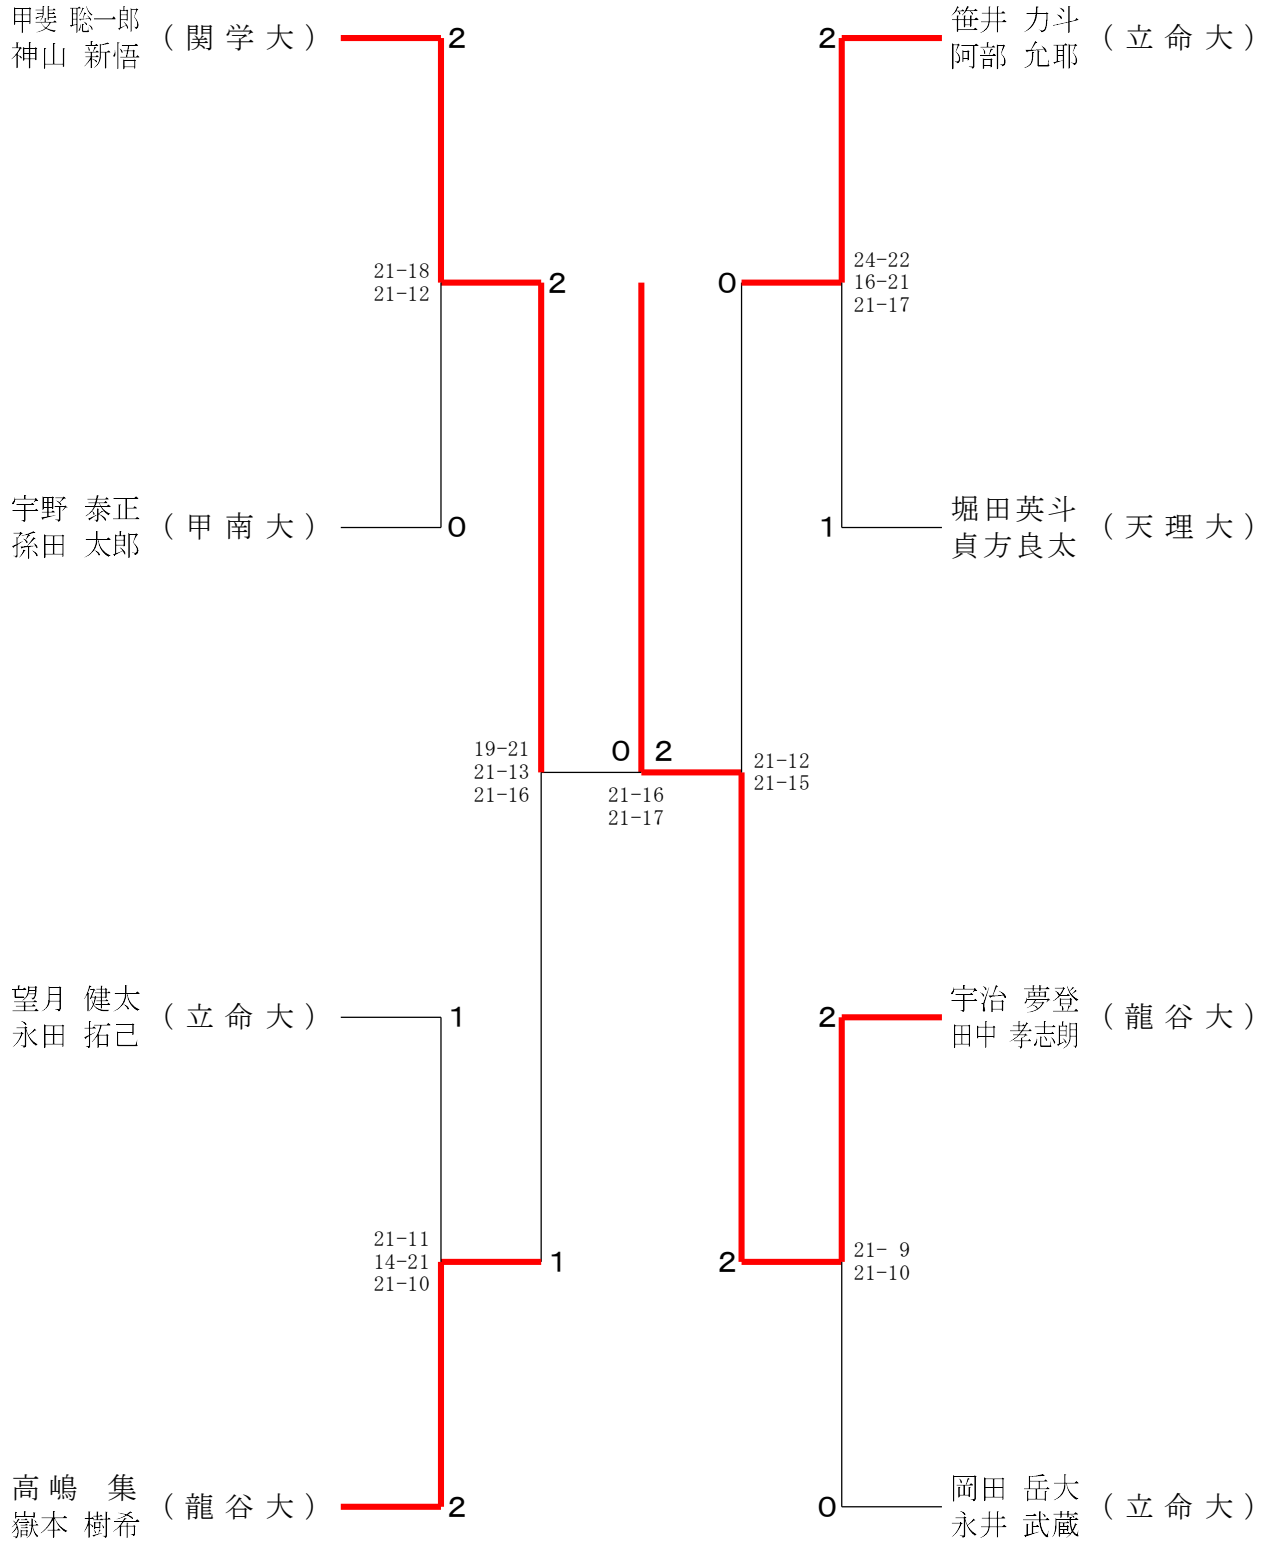 甲斐 聡一郎
神山 新悟
(関学大)
2
21-18
21-12
2
宇野 泰正
孫田 太郎
(甲南大)
0
19-21
21-13
21-16
望月 健太
永田 拓己
(立命大)
1
21-11
14-21
21-10
1
高嶋 集
嶽本 樹希
(龍谷大)
2
0 2
21-16
21-17
2
笹井 力斗
阿部 允耶
(立命大)
0
24-22
16-21
21-17
1
堀田英斗
貞方良太
(天理大)
21-12
21-15
2
宇治 夢登
田中 孝志朗
(龍谷大)
2
21- 9
21-10
0
岡田 岳大
永井 武蔵
(立命大)